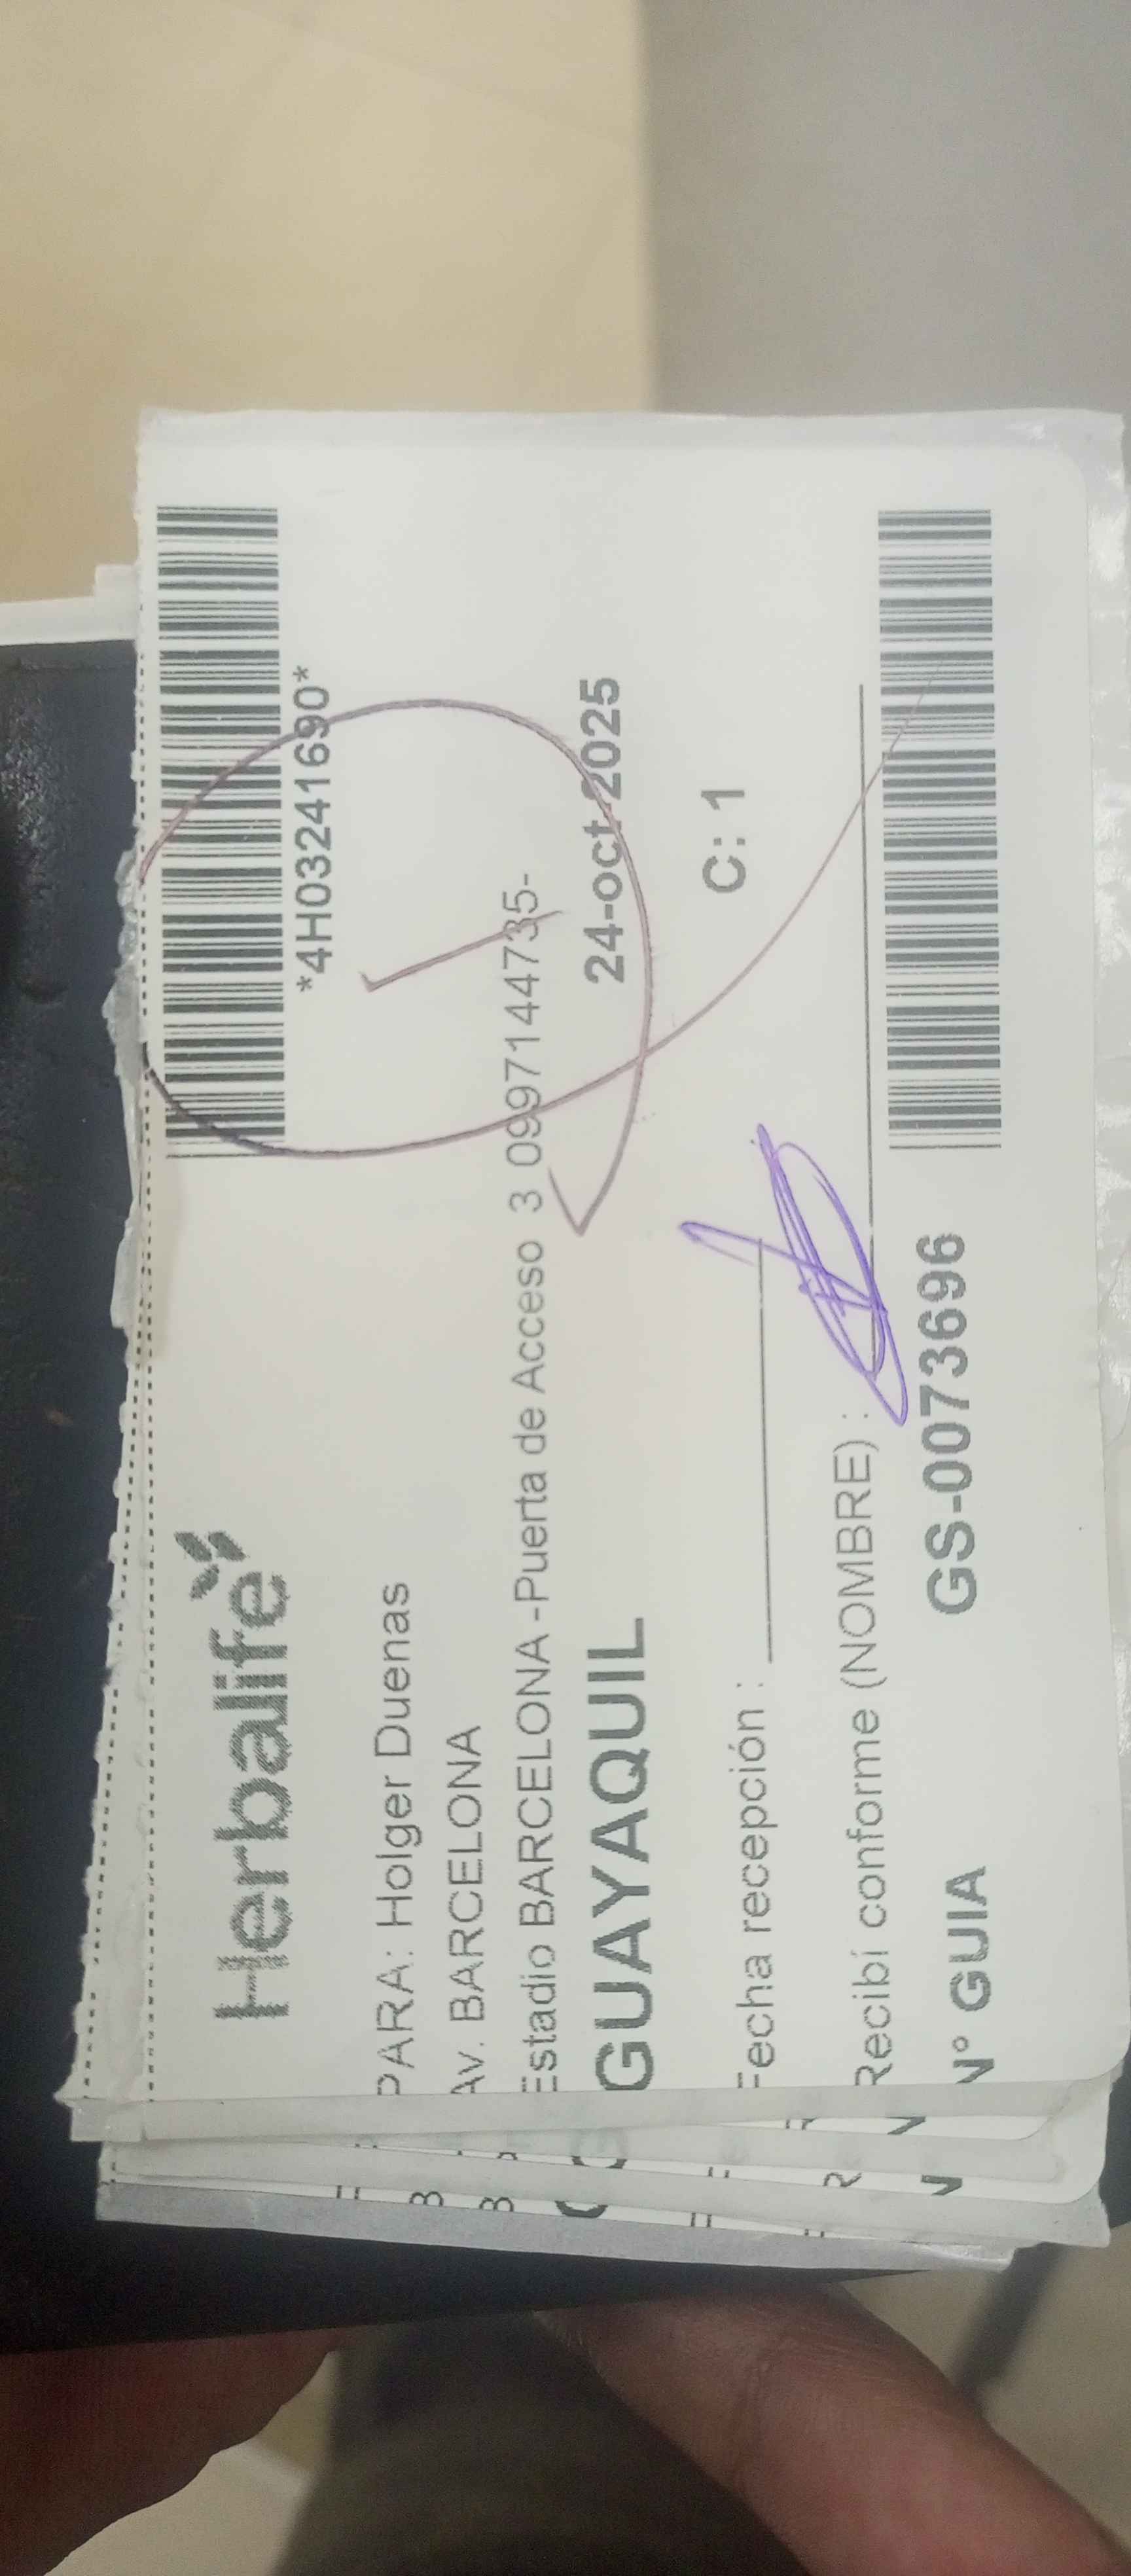 Herbalife
*4H03241690*
PARA: Holger Duenas
Av. BARCELONA
Estadio BARCELONA -Puerta de Acceso 3 0997144735-
GUAYAQUIL
24-oct-2025
C: 1
Fecha recepción :
Recibí conforme (NOMBRE) :
N° GUIA GS-0073696